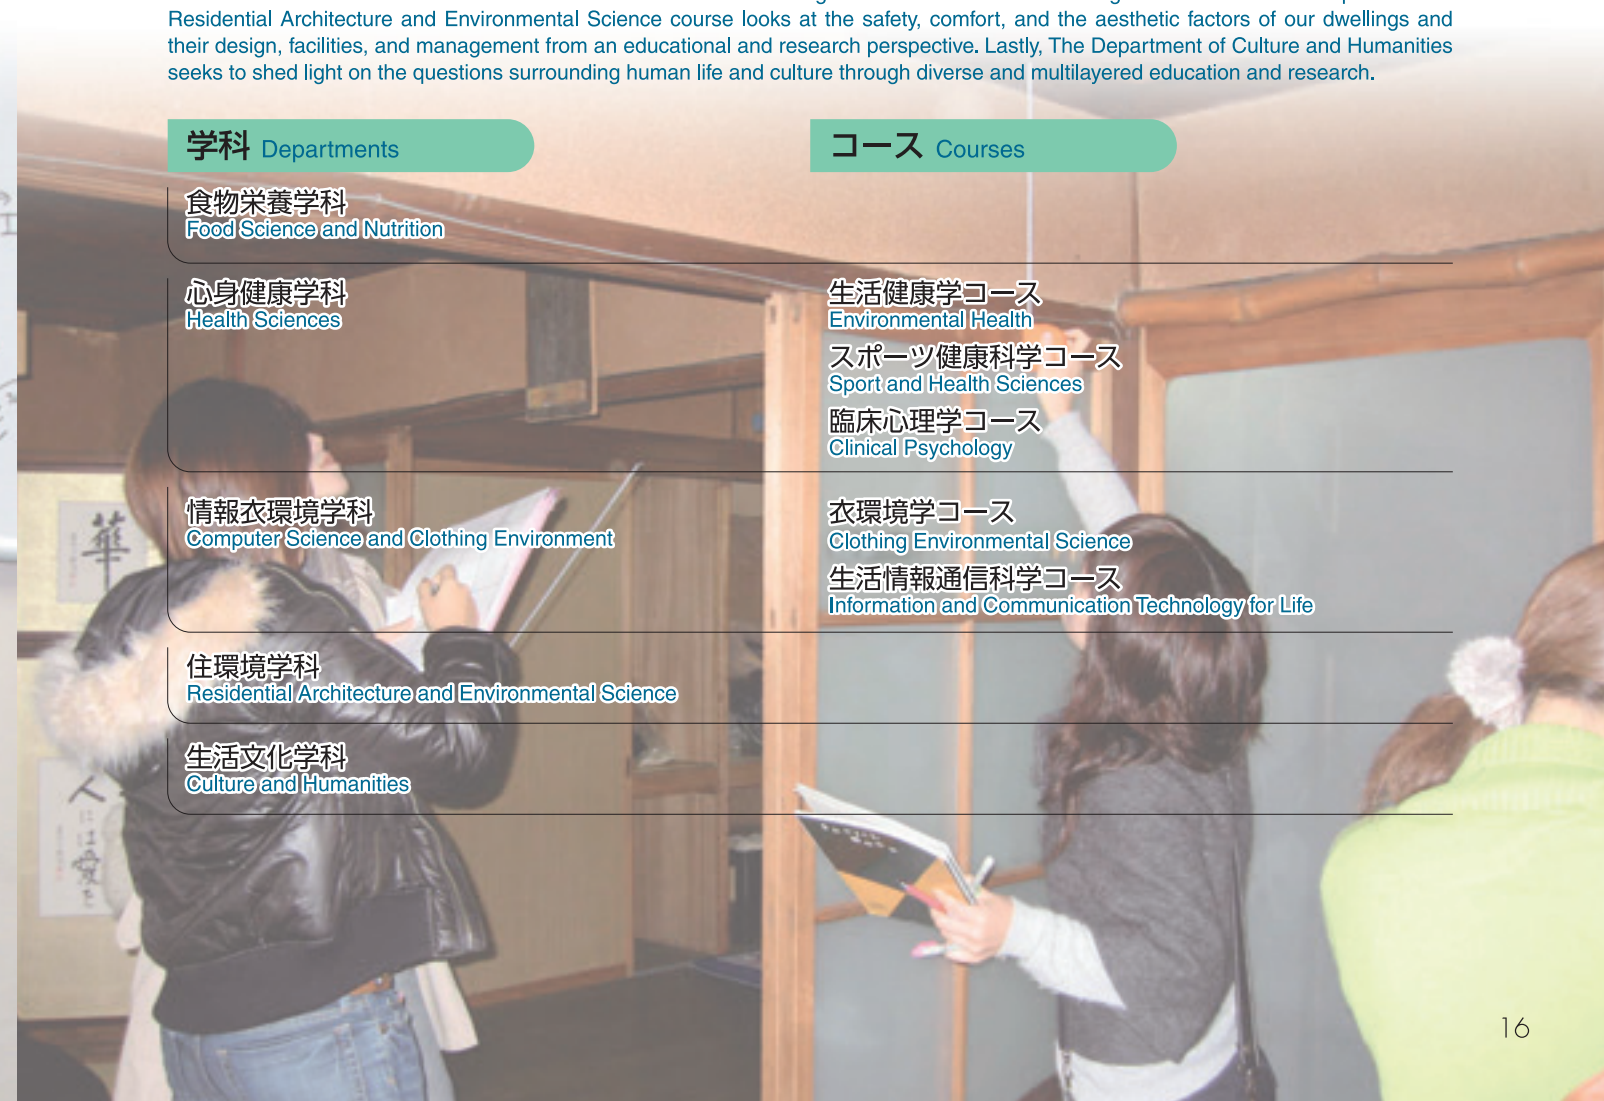 Residential Architecture and Environmental Science course looks at the safety, comfort, and the aesthetic factors of our dwellings and
their design, facilities, and management from an educational and research perspective. Lastly, The Department of Culture and Humanities
seeks to shed light on the questions surrounding human life and culture through diverse and multilayered education and research.
学科 Departments
コース Courses
食物栄養学科
Food Science and Nutrition
心身健康学科
Health Sciences
生活健康学コース
Environmental Health
スポーツ健康科学コース
Sport and Health Sciences
臨床心理学コース
Clinical Psychology
情報衣環境学科
Computer Science and Clothing Environment
衣環境学コース
Clothing Environmental Science
生活情報通信科学コース
Information and Communication Technology for Life
住環境学科
Residential Architecture and Environmental Science
生活文化学科
Culture and Humanities
華
人には愛を
16